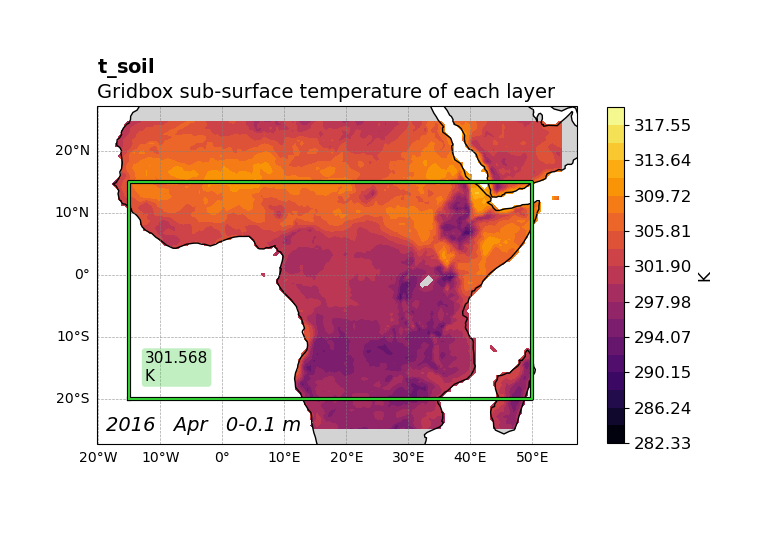 t_soil
Gridbox sub-surface temperature of each layer
20°N
10°N
0°
10°S
20°S
301.568
K
2016 Apr 0-0.1 m
20°W 10°W 0° 10°E 20°E 30°E 40°E 50°E
317.55
313.64
309.72
305.81
301.90
297.98
294.07
290.15
286.24
282.33
K